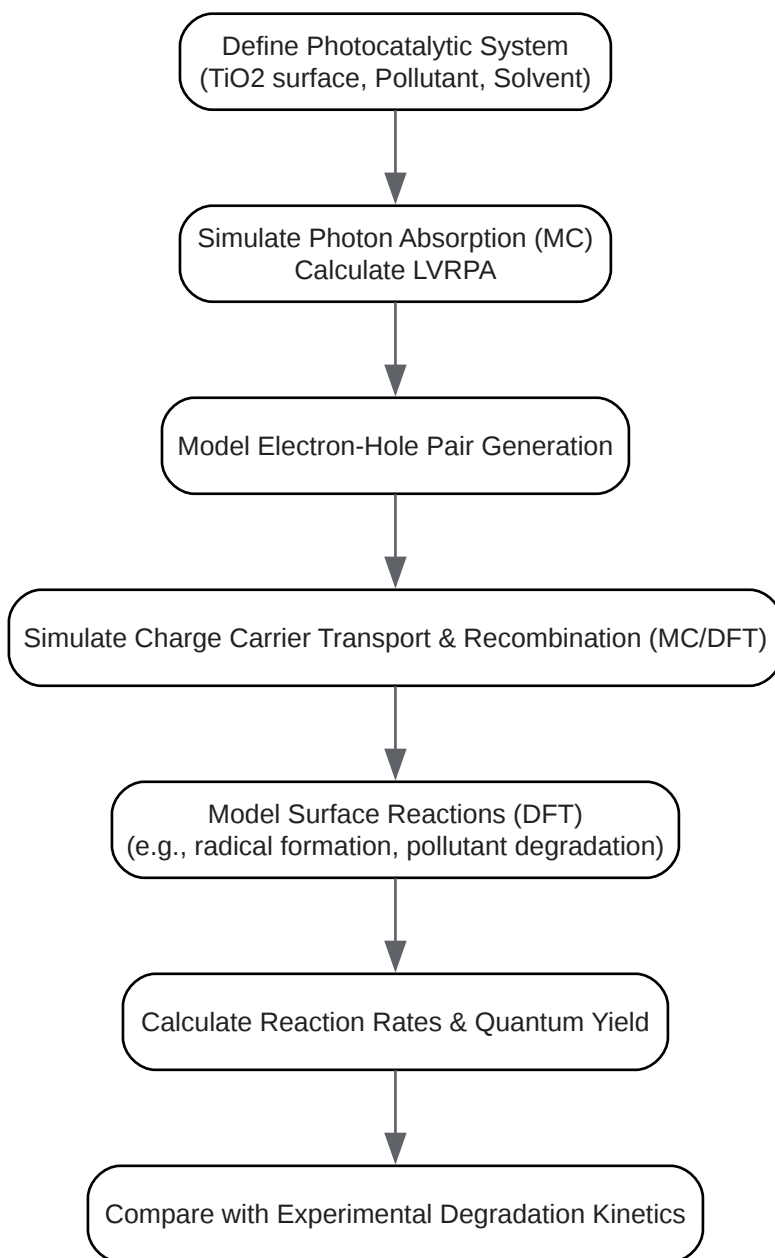 Define Photocatalytic System
(TiO2 surface, Pollutant, Solvent)
Simulate Photon Absorption (MC)
Calculate LVRPA
Model Electron-Hole Pair Generation
Simulate Charge Carrier Transport & Recombination (MC/DFT)
Model Surface Reactions (DFT)
(e.g., radical formation, pollutant degradation)
Calculate Reaction Rates & Quantum Yield
Compare with Experimental Degradation Kinetics